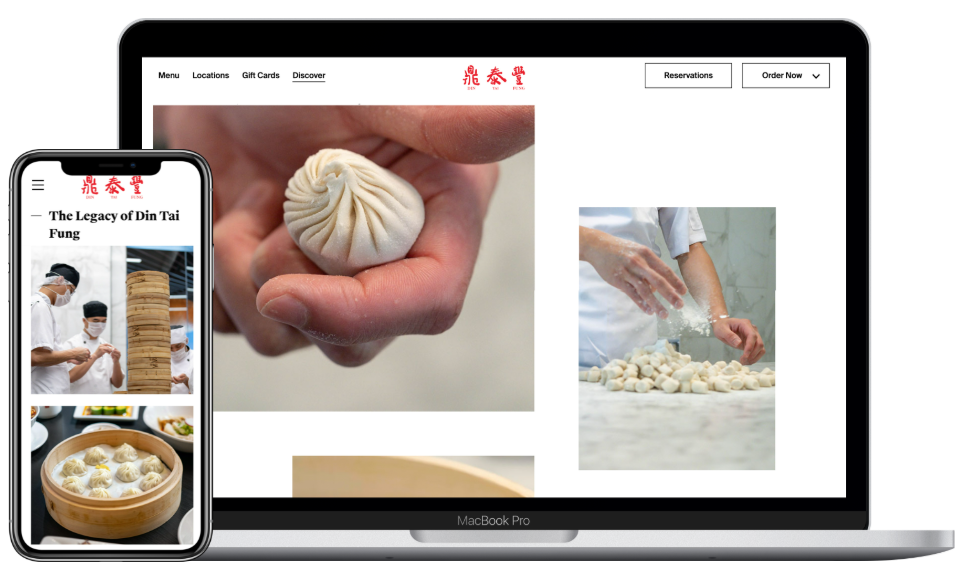 Menu Locations Gift Cards Discover
鼎泰豐
DIN TAI FUNG
Reservations
Order Now
鼎泰豐
DIN TAI FUNG
The Legacy of Din Tai
Fung
MacBook Pro